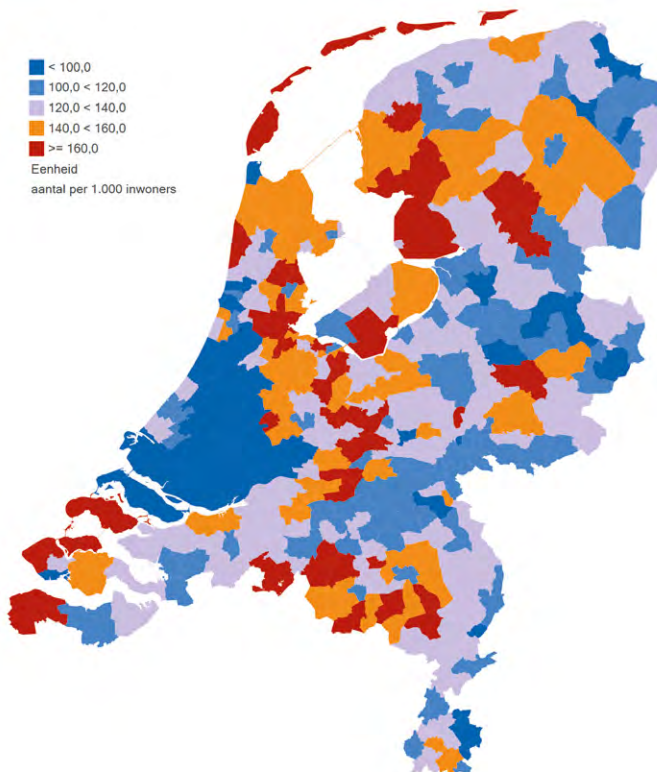 < 100,0
100,0 < 120,0
120,0 < 140,0
140,0 < 160,0
>= 160,0
Eenheid
aantal per 1.000 inwoners